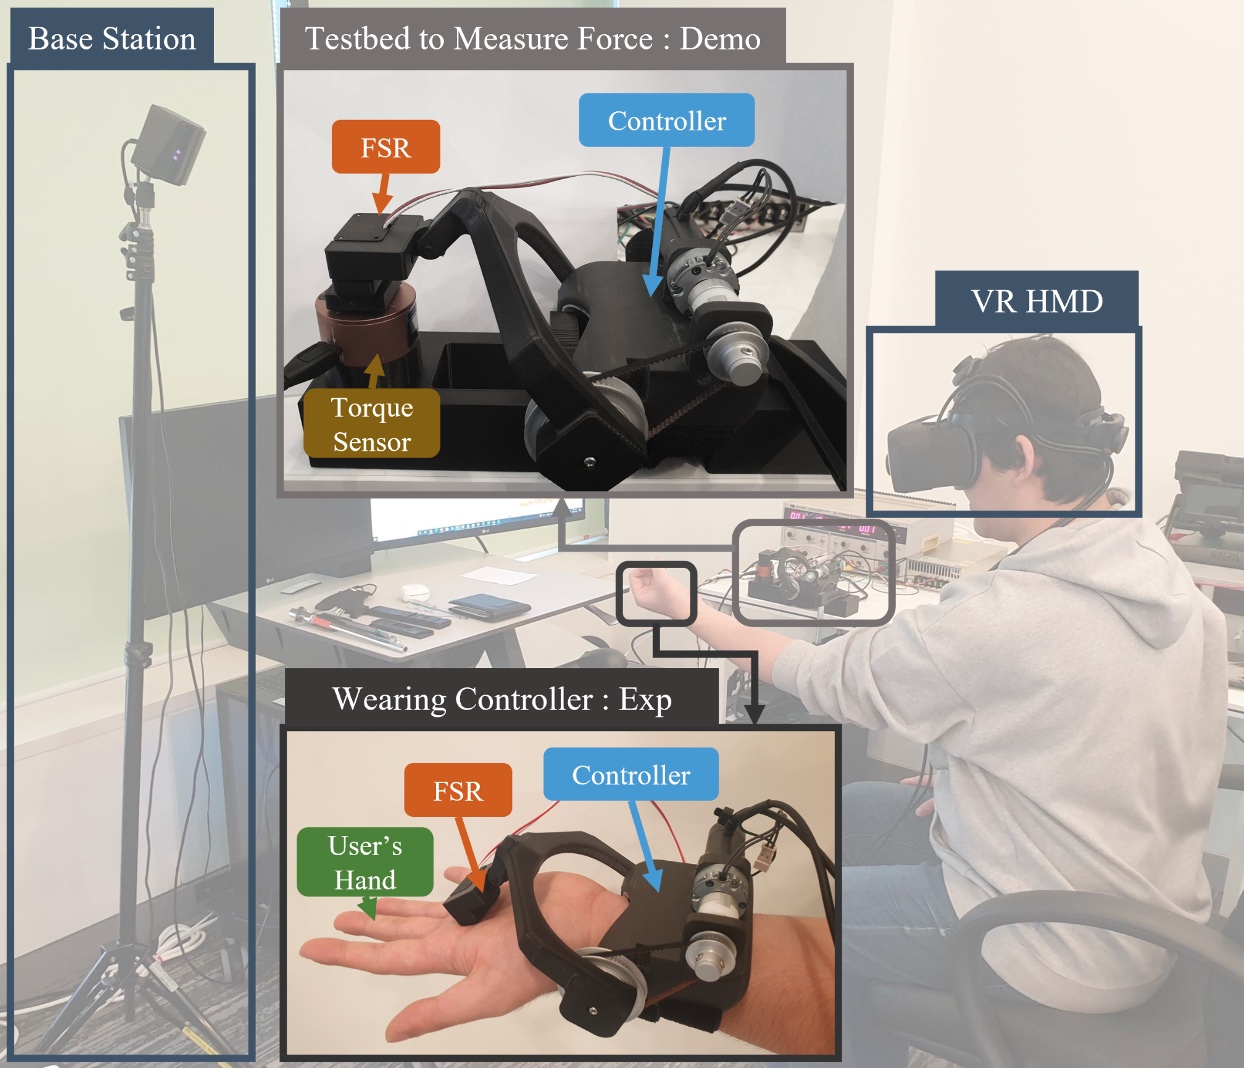 Base Station
Testbed to Measure Force : Demo
Controller
FSR
VR HMD
Torque
Sensor
Wearing Controller : Exp
Controller
FSR
User's
Hand